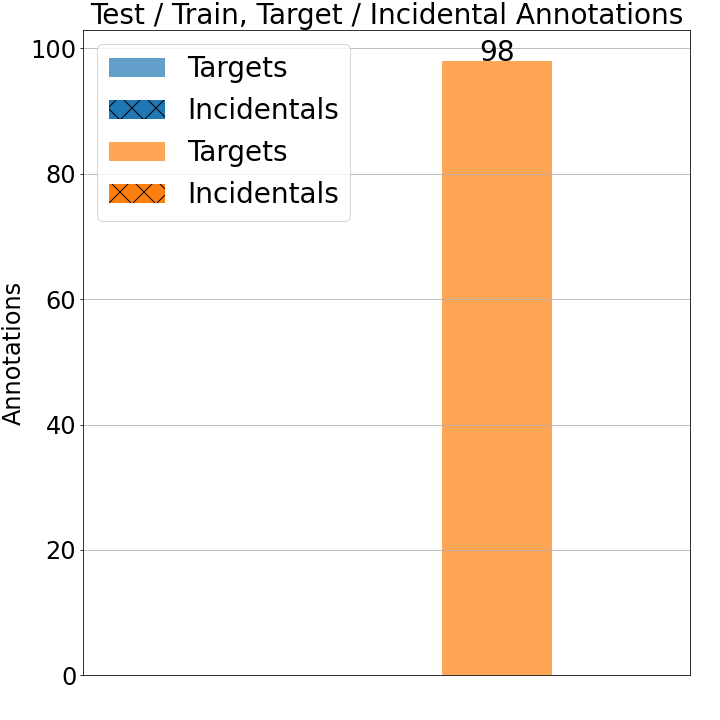 Test / Train, Target / Incidental Annotations
98
Targets
Incidentals
Targets
Incidentals
Annotations
100
80
60
40
20
0